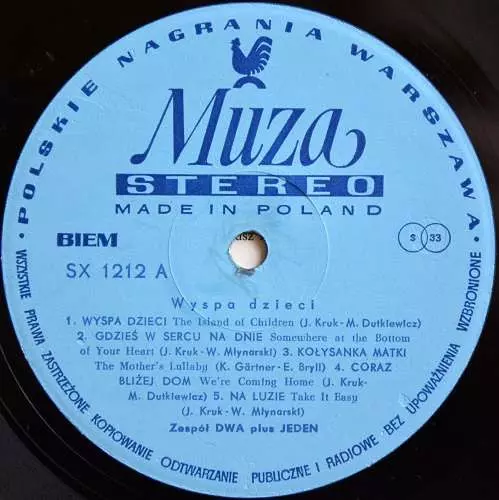 • POLSKIE NAGRANIA WARSZAWA •
Muza
STEREO
MADE IN POLAND
BIEM
S 33
SX 1212 A
Wyspa dzieci
1. WYSPA DZIECI The Island of Children (J. Kruk-M. Dutkiewicz)
2. GDZIEŚ W SERCU NA DNIE Somewhere at the Bottom
of Your Heart (J. Kruk-W. Młynarski) 3. KOŁYSANKA MATKI
The Mother's Lullaby (K. Gärtner-E. Bryll) 4. CORAZ
BLIŻEJ DOM We're Coming Home (J. Kruk-
M. Dutkiewicz) 5. NA LUZIE Take It Easy
(J. Kruk-W. Młynarski)
Zespół DWA plus JEDEN
WSZYSTKIE PRAWA ZASTRZEŻONE KOPIOWANIE ODTWARZANIE PUBLICZNE I RADIOWE BEZ UPOWAŻNIENIA WZBRONIONE